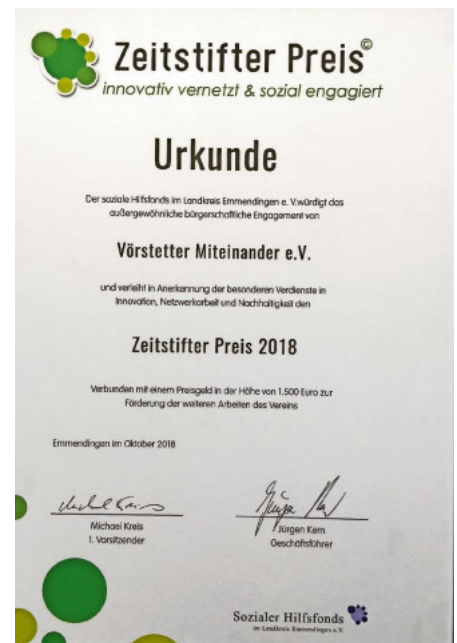 Zeitstifter Preis©
innovativ vernetzt & sozial engagiert
Urkunde
Der soziale Hilfsfonds im Landkreis Emmendingen e. V.würdigt das
außergewöhnliche bürgerschaftliche Engagement von
Vörstetter Miteinander e.V.
und verleiht in Anerkennung der besonderen Verdienste in
Innovation, Netzwerkarbeit und Nachhaltigkeit den
Zeitstifter Preis 2018
Verbunden mit einem Preisgeld in der Höhe von 1.500 Euro zur
Förderung der weiteren Arbeiten des Vereins
Emmendingen im Oktober 2018
Michael Kreis
1. Vorsitzender
Jürgen Kern
Geschäftsführer
Sozialer Hilfsfonds
im Landkreis Emmendingen e.V.